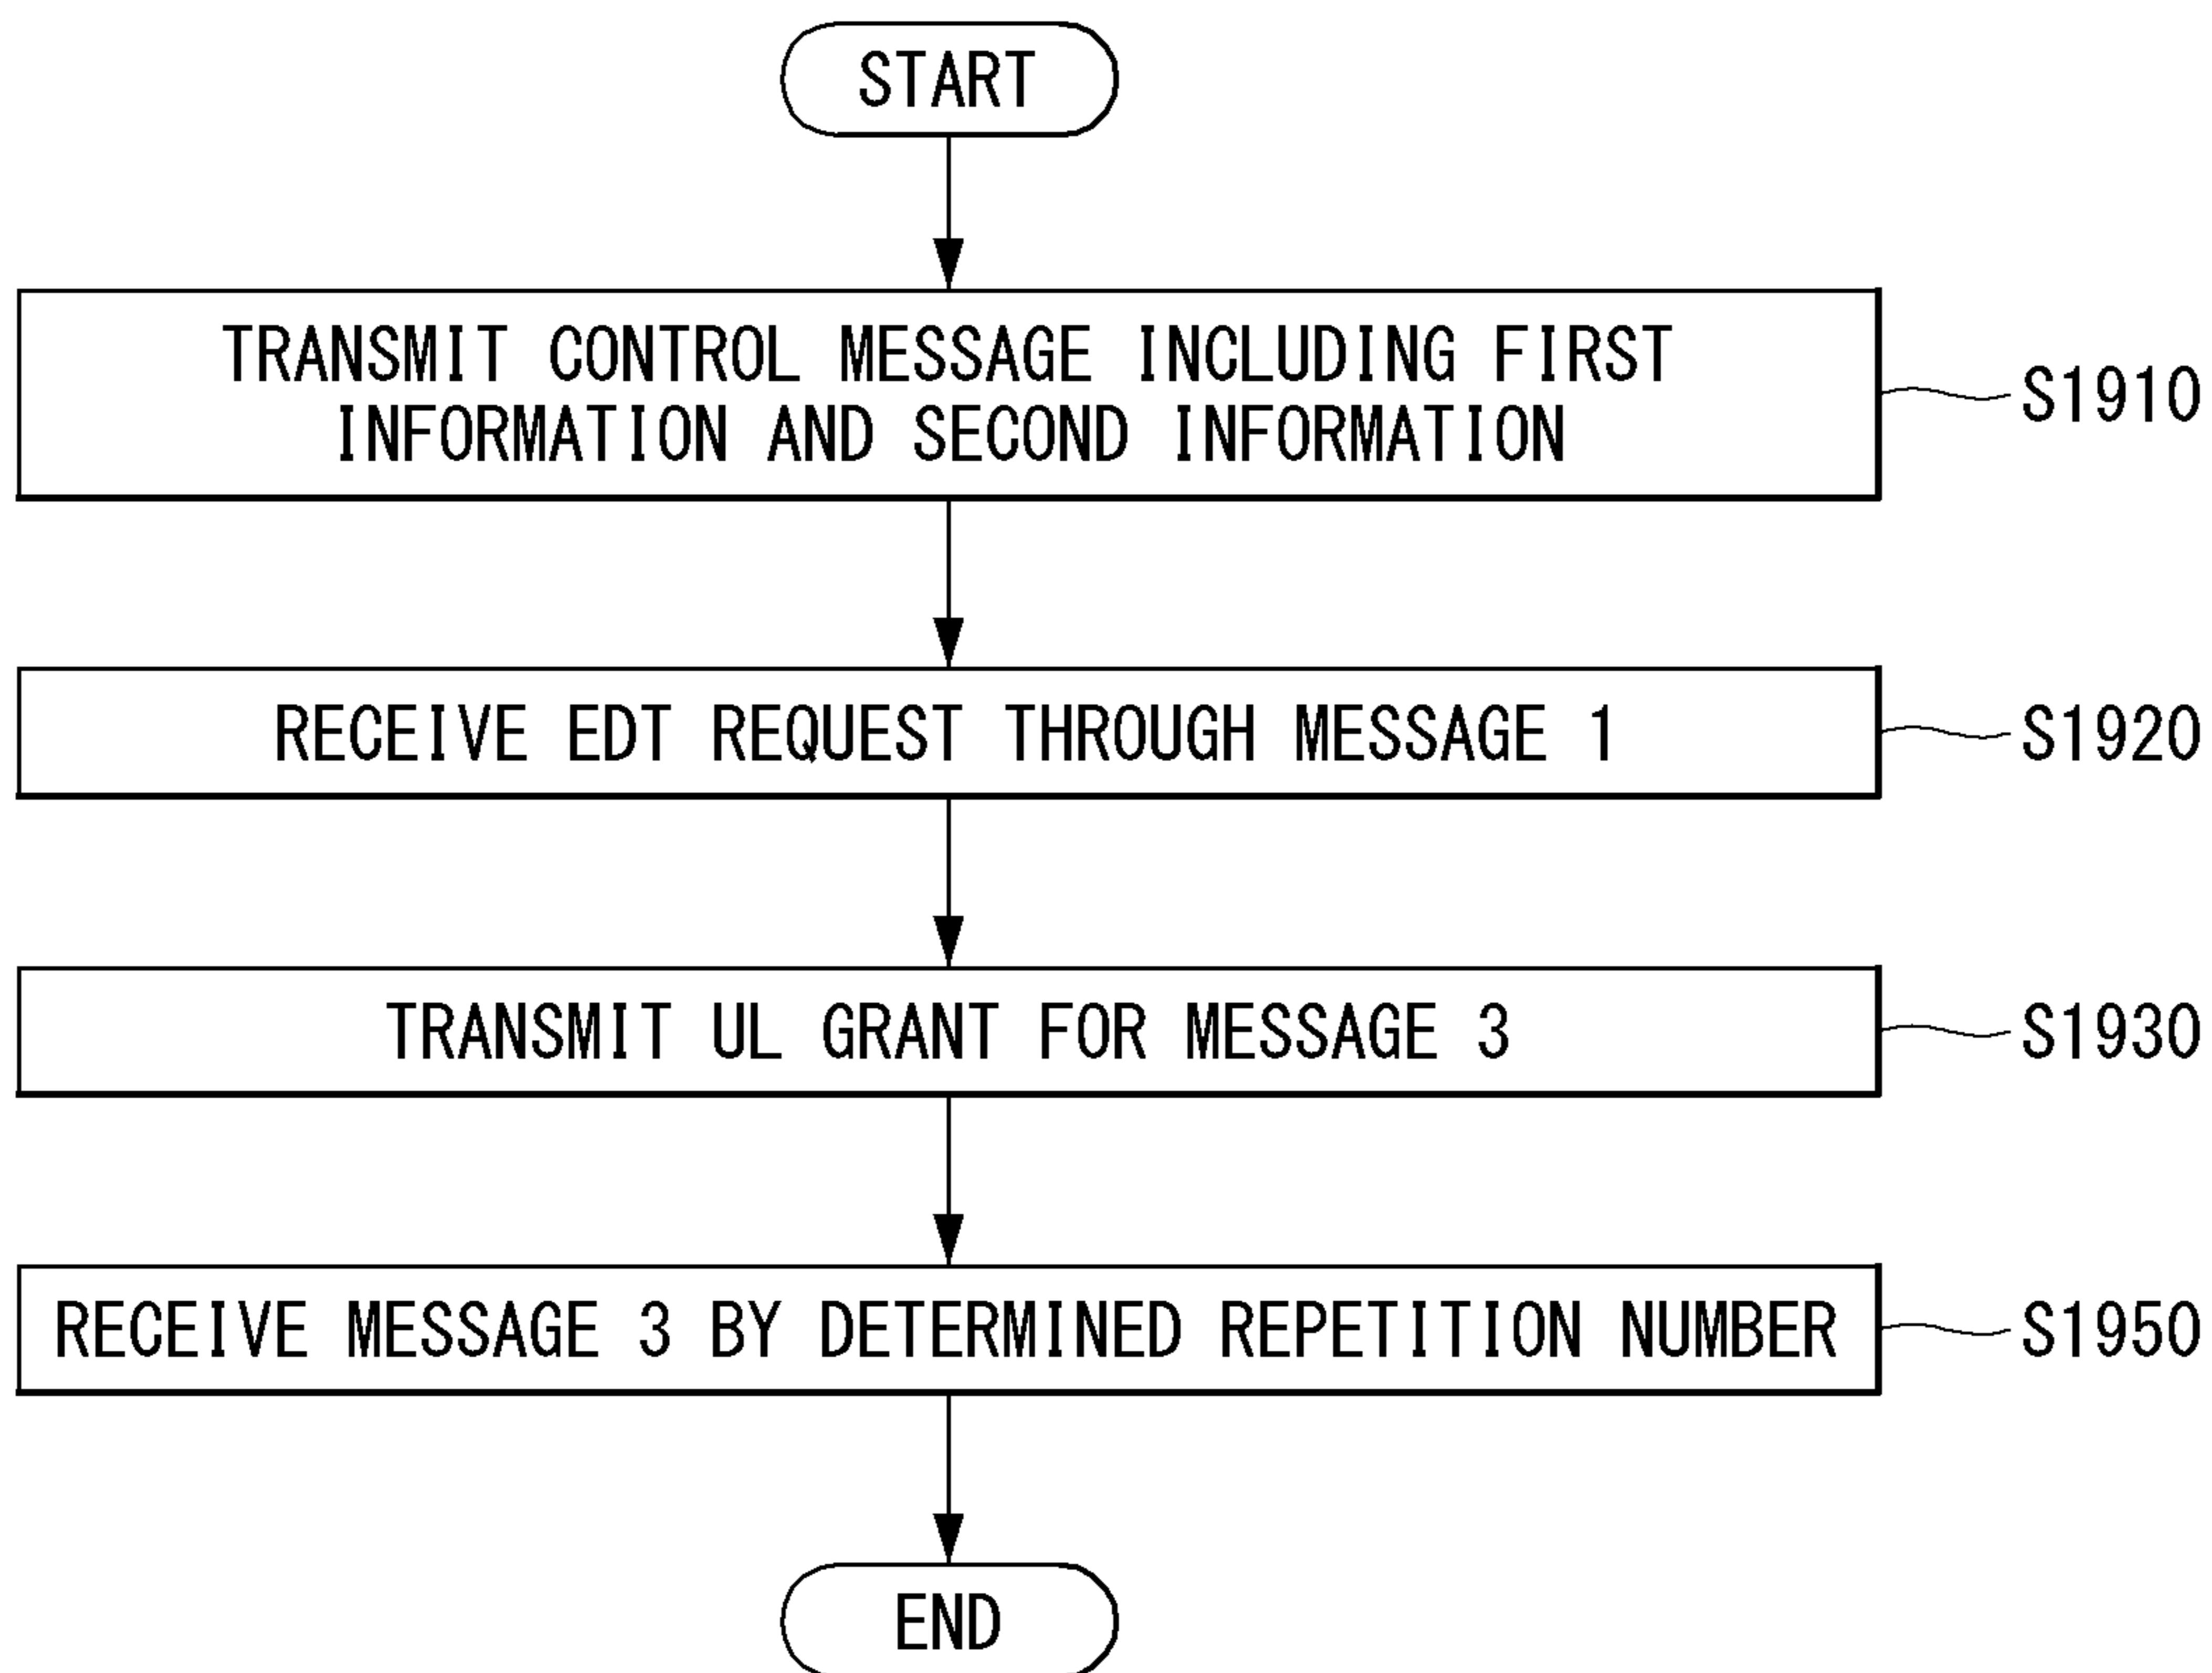 START
TRANSMIT CONTROL MESSAGE INCLUDING FIRST
INFORMATION AND SECOND INFORMATION
S1910
RECEIVE EDT REQUEST THROUGH MESSAGE 1
S1920
TRANSMIT UL GRANT FOR MESSAGE 3
S1930
RECEIVE MESSAGE 3 BY DETERMINED REPETITION NUMBER
S1950
END